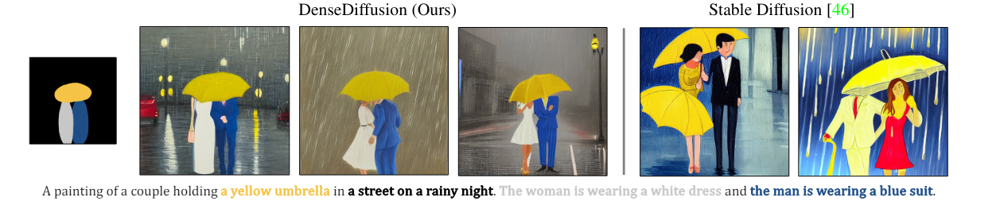 DenseDiffusion (Ours)
Stable Diffusion [46]
A painting of a couple holding a yellow umbrella in a street on a rainy night. The woman is wearing a white dress and the man is wearing a blue suit.